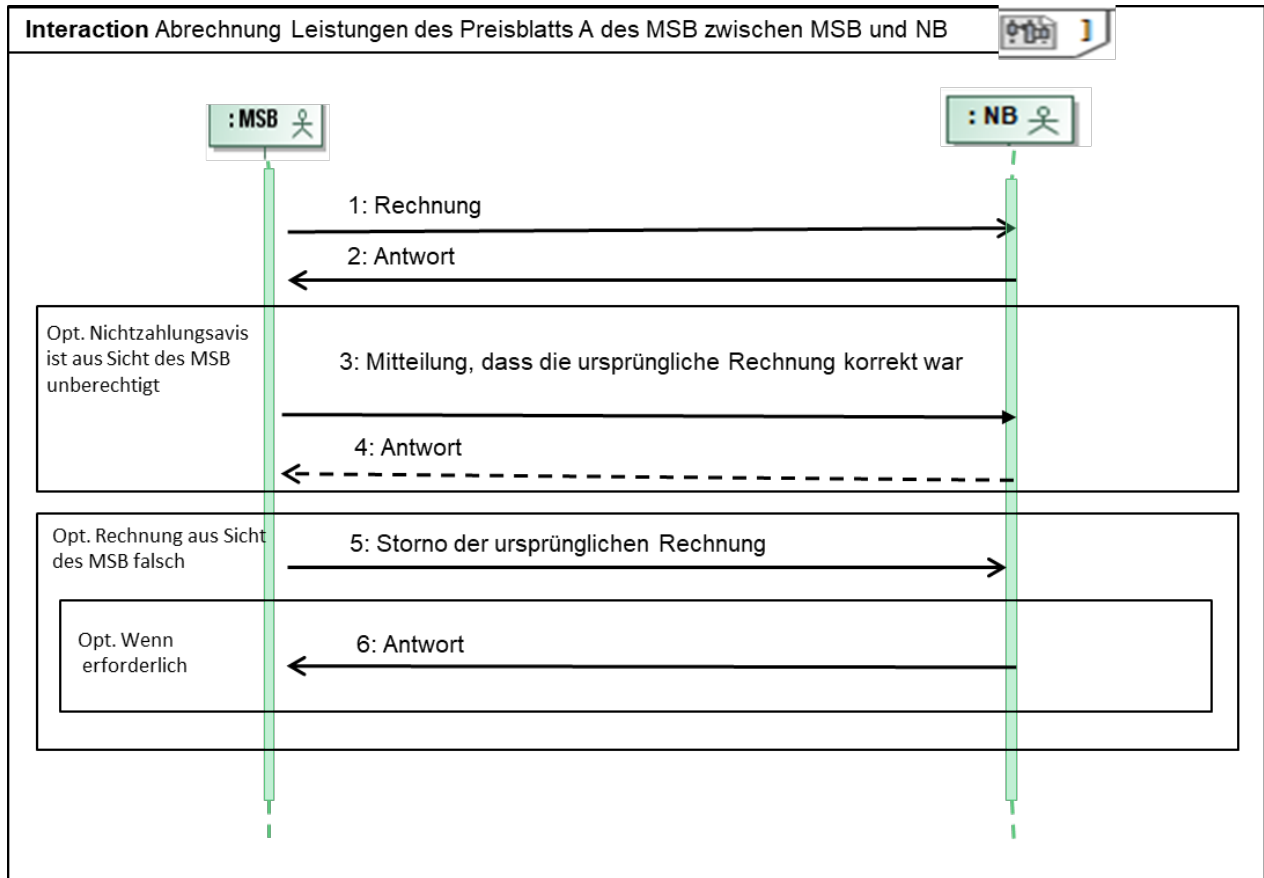 Interaction Abrechnung Leistungen des Preisblatts A des MSB zwischen MSB und NB
: MSB
: NB
1: Rechnung
2: Antwort
Opt. Nichtzahlungsavis
ist aus Sicht des MSB
unberechtigt
3: Mitteilung, dass die ursprüngliche Rechnung korrekt war
4: Antwort
Opt. Rechnung aus Sicht
des MSB falsch
5: Storno der ursprünglichen Rechnung
Opt. Wenn
erforderlich
6: Antwort